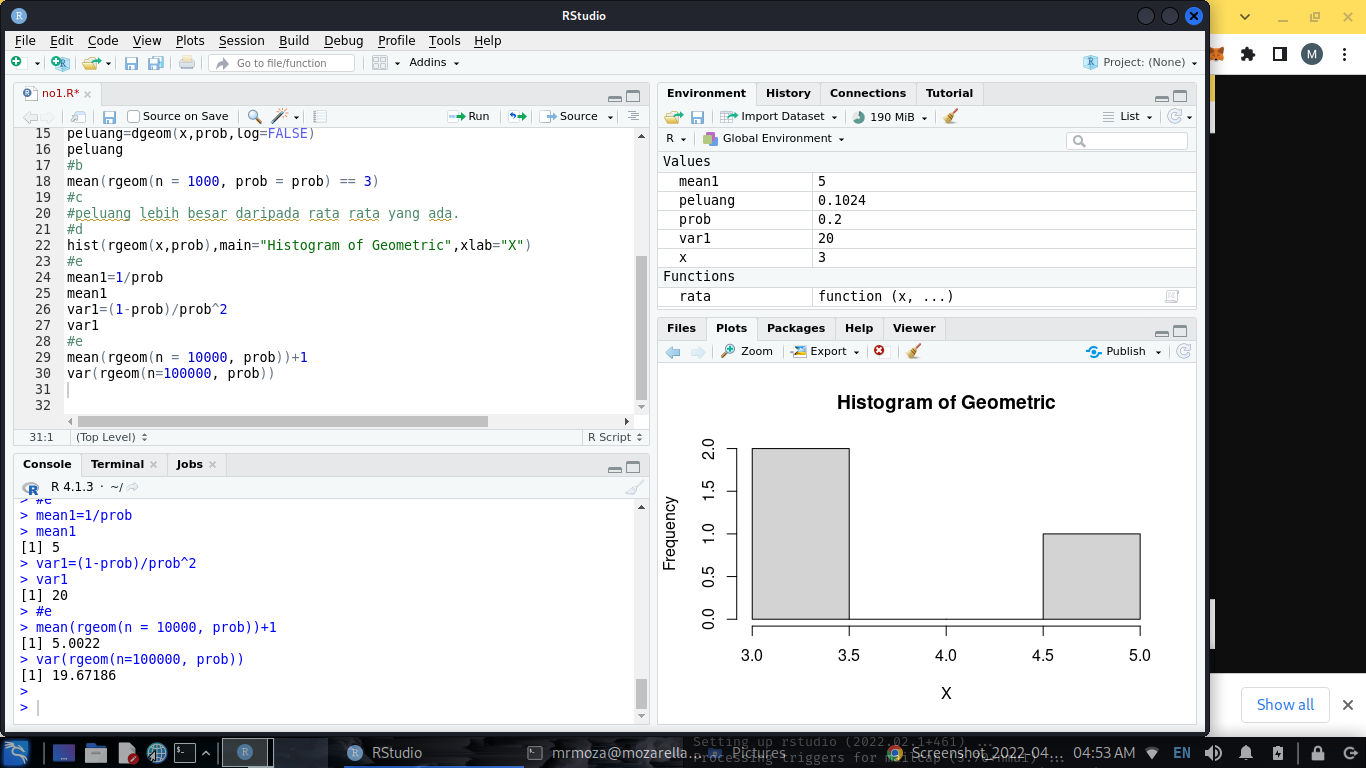 RStudio
File Edit Code View Plots Session Build Debug Profile Tools Help
Go to file/function Addins Project: (None)
no1.R*
Source on Save Run Source
15 peluang=dgeom(x,prob,log=FALSE)
16 peluang
17 #b
18 mean(rgeom(n = 1000, prob = prob) == 3)
19 #c
20 #peluang lebih besar daripada rata rata yang ada.
21 #d
22 hist(rgeom(x,prob),main="Histogram of Geometric",xlab="X")
23 #e
24 mean1=1/prob
25 mean1
26 var1=(1-prob)/prob^2
27 var1
28 #e
29 mean(rgeom(n = 10000, prob))+1
30 var(rgeom(n=100000, prob))
31
32
31:1 (Top Level) R Script
Console Terminal Jobs
R 4.1.3 · ~/
> #e
> mean1=1/prob
> mean1
[1] 5
> var1=(1-prob)/prob^2
> var1
[1] 20
> #e
> mean(rgeom(n = 10000, prob))+1
[1] 5.0022
> var(rgeom(n=100000, prob))
[1] 19.67186
>
>
Environment History Connections Tutorial
Import Dataset 190 MiB List
R Global Environment
Values
mean1 5
peluang 0.1024
prob 0.2
var1 20
x 3
Functions
rata function (x, ...)
Files Plots Packages Help Viewer
Zoom Export Publish
Histogram of Geometric
Frequency
2.0
1.5
1.0
0.5
0.0
3.0 3.5 4.0 4.5 5.0
X
M
Show all
Setting up rstudio (2022.02.1+461) ...
RStudio mrmoza@mozarella... Pictures Screenshot_2022-04... 04:53 AM EN
Processing triggers for mailcap